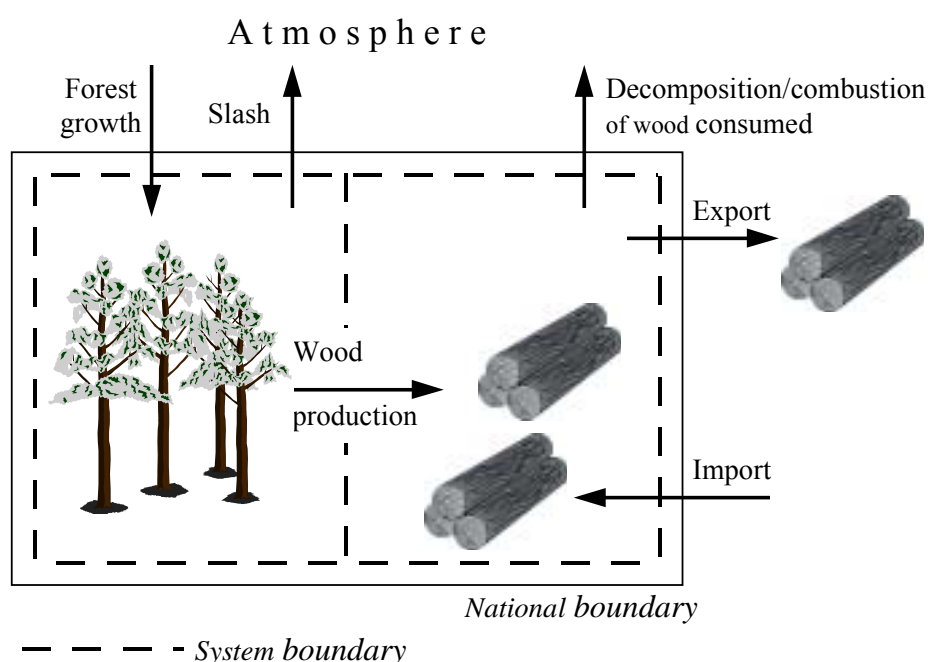 Atmosphere
Forest
growth
Slash
Decomposition/combustion
of wood consumed
Export
Wood
production
Import
National boundary
System boundary